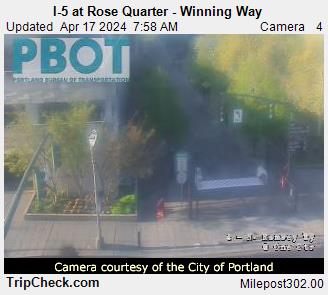 I-5 at Rose Quarter - Winning Way
Updated Apr 17 2024 7:58 AM Camera 4
PBOT
PORTLAND BUREAU OF TRANSPORTATION
Camera courtesy of the City of Portland
TripCheck.com Milepost302.00